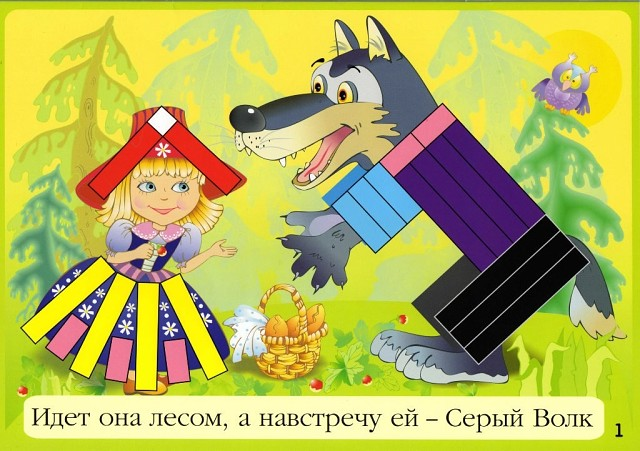 Идет она лесом, а навстречу ей – Серый Волк
1